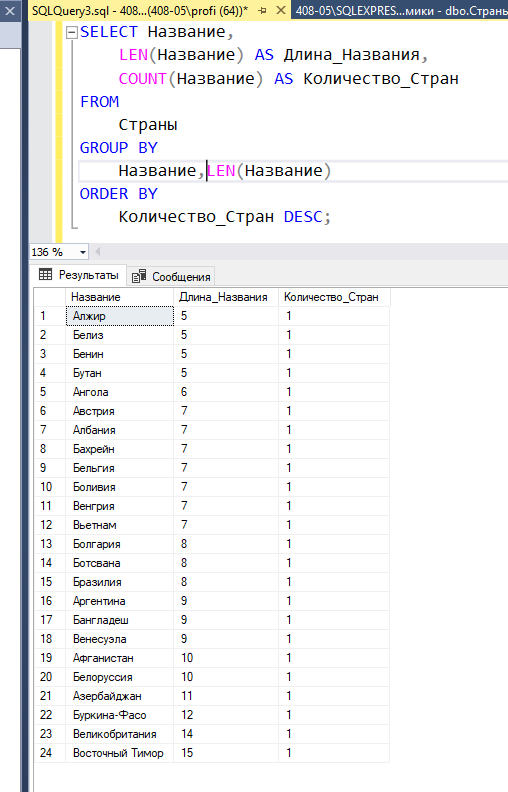 SQLQuery3.sql - 408...(408-05\profi (64))* 408-05\SQLEXPRES...мики - dbo.Страны
SELECT Название,
LEN(Название) AS Длина_Названия,
COUNT(Название) AS Количество_Стран
FROM
Страны
GROUP BY
Название,LEN(Название)
ORDER BY
Количество_Стран DESC;
136 %
Результаты Сообщения
Название Длина_Названия Количество_Стран
1 Алжир 5 1
2 Белиз 5 1
3 Бенин 5 1
4 Бутан 5 1
5 Ангола 6 1
6 Австрия 7 1
7 Албания 7 1
8 Бахрейн 7 1
9 Бельгия 7 1
10 Боливия 7 1
11 Венгрия 7 1
12 Вьетнам 7 1
13 Болгария 8 1
14 Ботсвана 8 1
15 Бразилия 8 1
16 Аргентина 9 1
17 Бангладеш 9 1
18 Венесуэла 9 1
19 Афганистан 10 1
20 Белоруссия 10 1
21 Азербайджан 11 1
22 Буркина-Фасо 12 1
23 Великобритания 14 1
24 Восточный Тимор 15 1